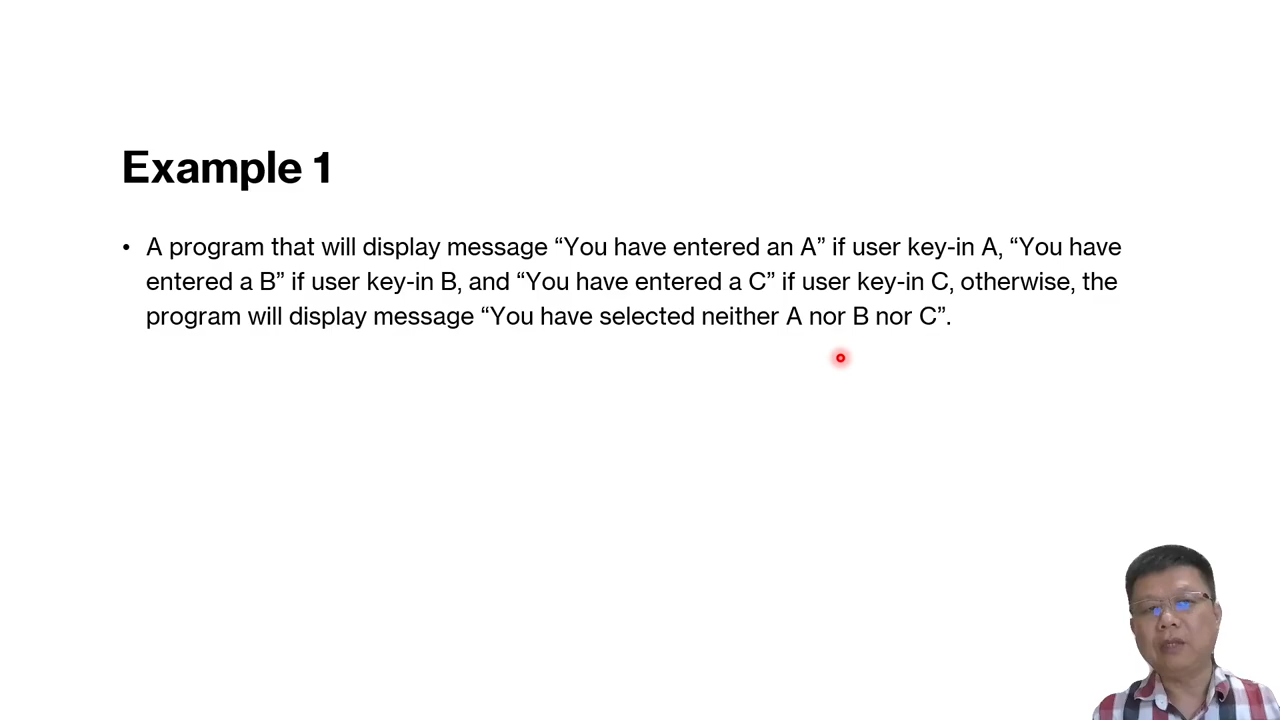 Example 1
• A program that will display message “You have entered an A” if user key-in A, “You have
entered a B” if user key-in B, and “You have entered a C” if user key-in C, otherwise, the
program will display message “You have selected neither A nor B nor C”.